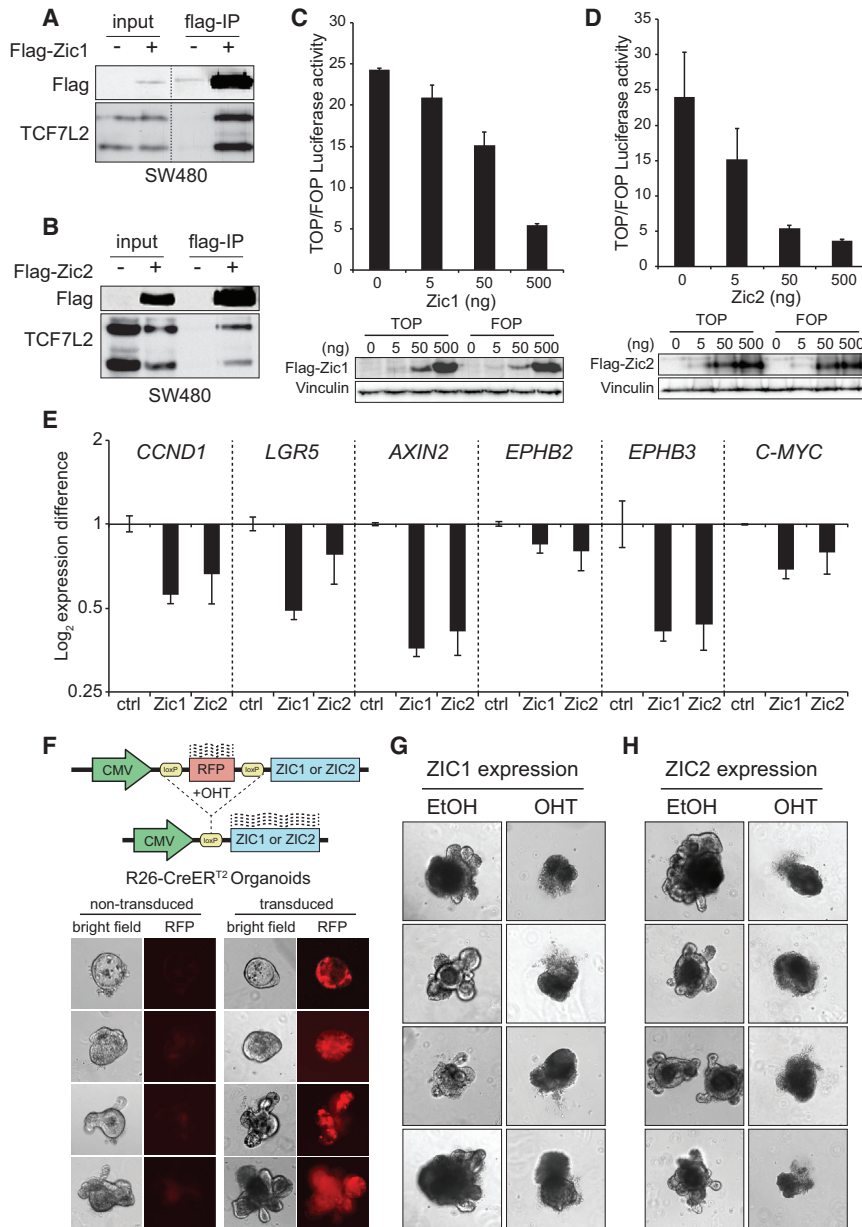 A
input flag-IP
Flag-Zic1 - + - +
Flag
TCF7L2
SW480
B
input flag-IP
Flag-Zic2 - + - +
Flag
TCF7L2
SW480
C
TOP/FOP Luciferase activity
30
25
20
15
10
5
0
0 5 50 500
Zic1 (ng)
TOP FOP
(ng) 0 5 50 500 0 5 50 500
Flag-Zic1
Vinculin
D
TOP/FOP Luciferase activity
35
30
25
20
15
10
5
0
0 5 50 500
Zic2 (ng)
TOP FOP
(ng) 0 5 50 500 0 5 50 500
Flag-Zic2
Vinculin
E
Log2 expression difference
2
1
0.5
0.25
CCND1 LGR5 AXIN2 EPHB2 EPHB3 C-MYC
ctrl Zic1 Zic2 ctrl Zic1 Zic2 ctrl Zic1 Zic2 ctrl Zic1 Zic2 ctrl Zic1 Zic2 ctrl Zic1 Zic2
F
CMV loxP RFP loxP ZIC1 or ZIC2
+OHT
CMV loxP ZIC1 or ZIC2
R26-CreERT2 Organoids
non-transduced transduced
bright field RFP bright field RFP
G
ZIC1 expression
EtOH OHT
H
ZIC2 expression
EtOH OHT